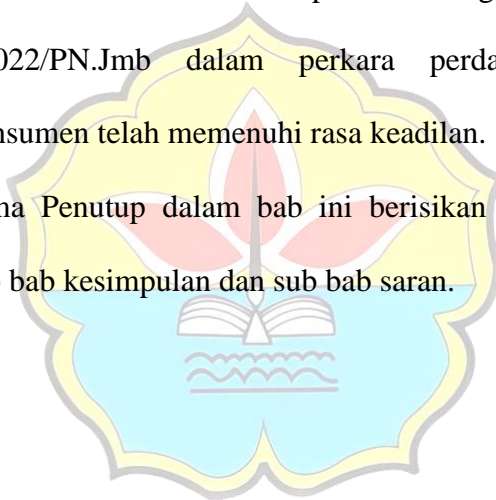 022/PN.Jmb dalam perkara perda
nsumen telah memenuhi rasa keadilan.
na Penutup dalam bab ini berisikan
bab kesimpulan dan sub bab saran.